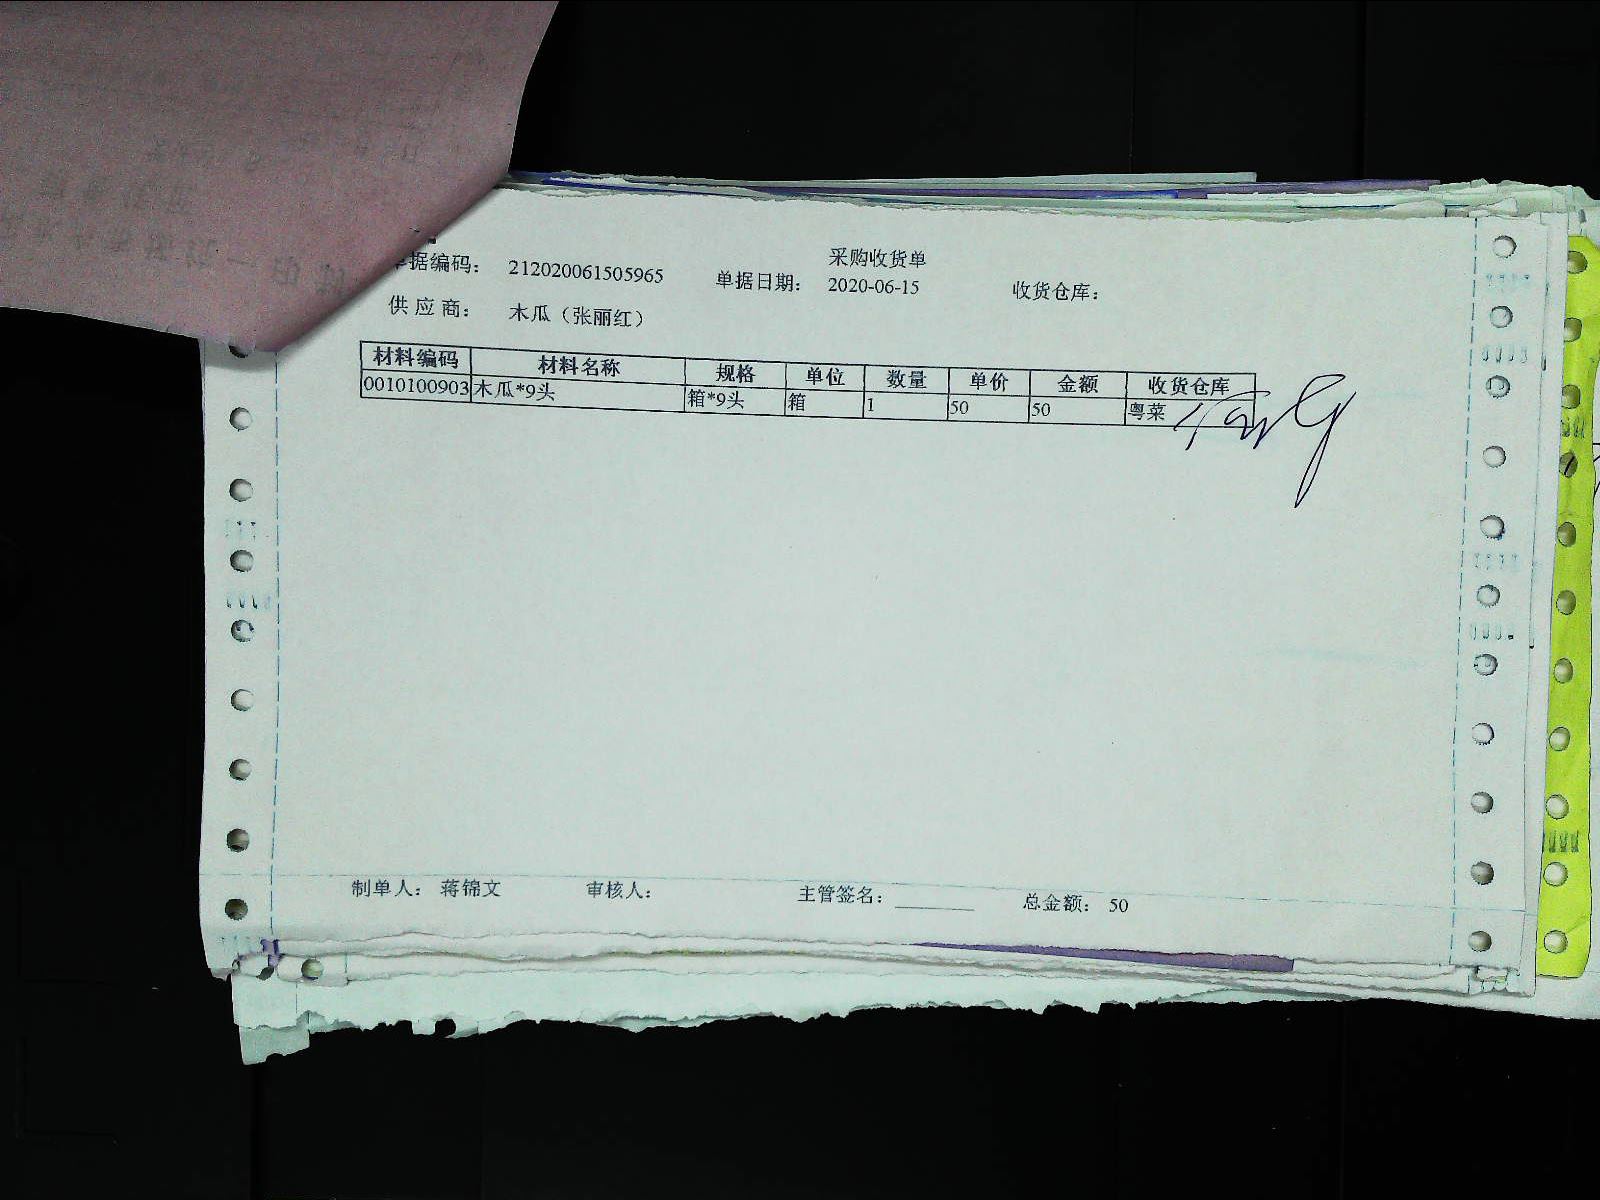 采购收货单
单据编码： 212020061505965 单据日期： 2020-06-15 收货仓库：
供 应 商： 木瓜（张丽红）
材料编码 材料名称 规格 单位 数量 单价 金额 收货仓库
0010100903 木瓜*9头 箱*9头 箱 1 50 50 粤菜
制单人： 蒋锦文 审核人： 主管签名： ________ 总金额： 50